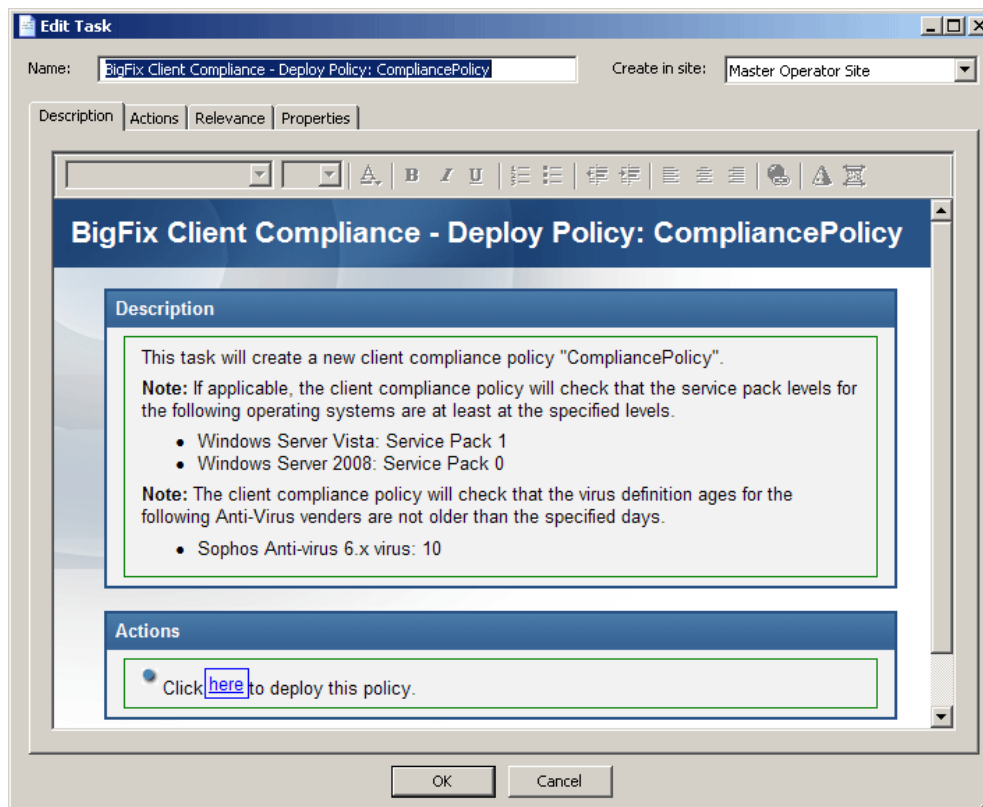 Edit Task
Name: BigFix Client Compliance - Deploy Policy: CompliancePolicy Create in site: Master Operator Site
Description Actions Relevance Properties
A B I U
BigFix Client Compliance - Deploy Policy: CompliancePolicy
Description
This task will create a new client compliance policy "CompliancePolicy".
Note: If applicable, the client compliance policy will check that the service pack levels for
the following operating systems are at least at the specified levels.
• Windows Server Vista: Service Pack 1
• Windows Server 2008: Service Pack 0
Note: The client compliance policy will check that the virus definition ages for the
following Anti-Virus venders are not older than the specified days.
• Sophos Anti-virus 6.x virus: 10
Actions
Click here to deploy this policy.
OK Cancel